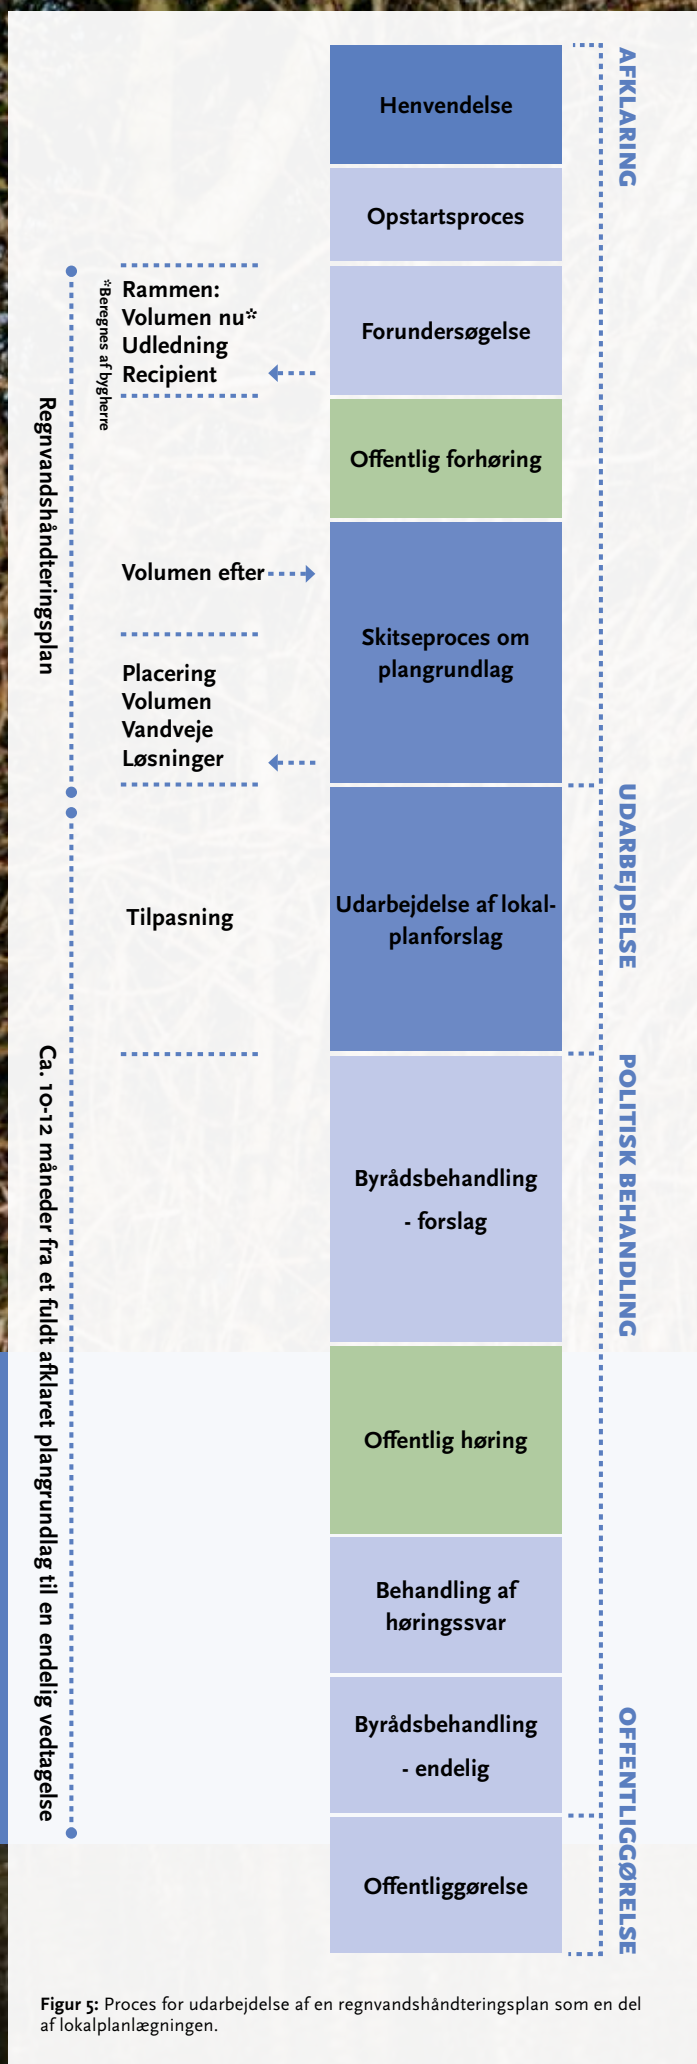 Henvendelse
Opstartsproces
Forundersøgelse
Offentlig forhøring
Skitseproces om
plangrundlag
Udarbejdelse af lokal-
planforslag
Byrådsbehandling
- forslag
Offentlig høring
Behandling af
høringssvar
Byrådsbehandling
- endelig
Offentliggørelse
AFKLARING
UDARBEJDELSE
POLITISK BEHANDLING
OFFENTLIGGØRELSE
Rammen:
Volumen nu*
Udledning
Recipient
*Beregnes af bygherre
Volumen efter
Placering
Volumen
Vandveje
Løsninger
Tilpasning
Regnvandshåndteringsplan
Ca. 10-12 måneder fra et fuldt afklaret plangrundlag til en endelig vedtagelse
Figur 5: Proces for udarbejdelse af en regnvandshåndteringsplan som en del
af lokalplanlægningen.